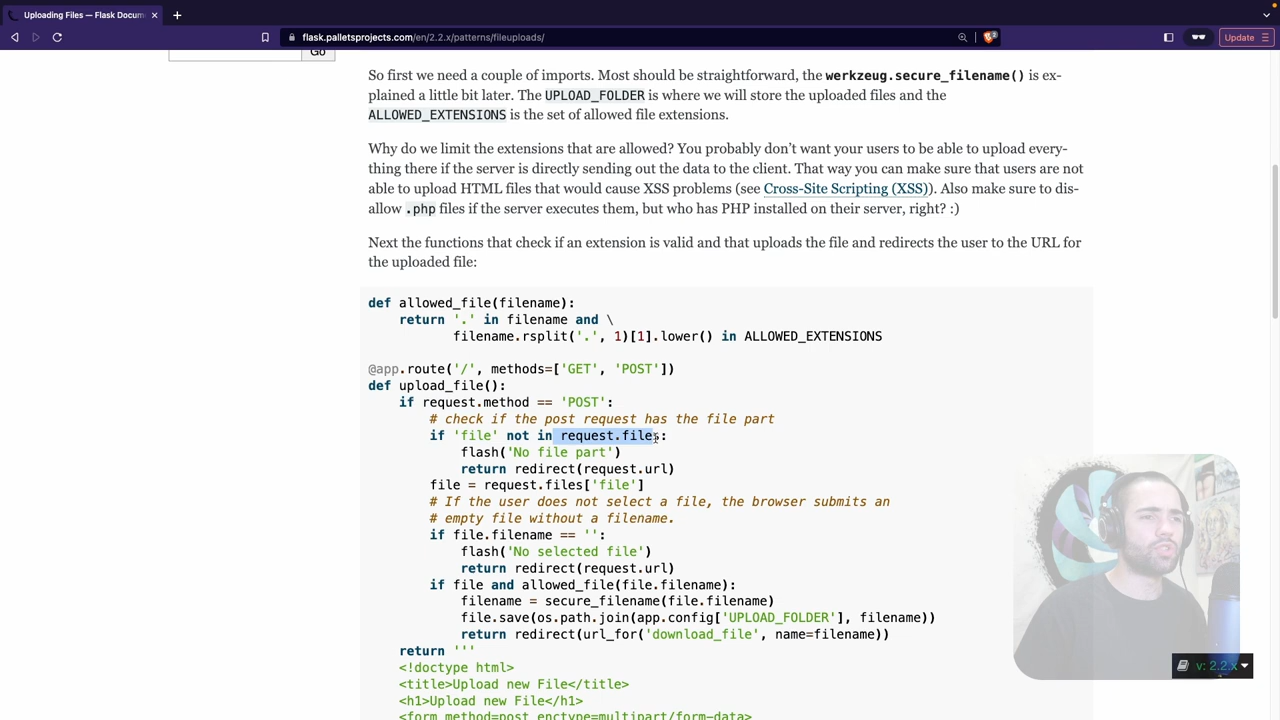 Uploading Files — Flask Docum
flask.palletsprojects.com/en/2.2.x/patterns/fileuploads/
Update
Go
So first we need a couple of imports. Most should be straightforward, the werkzeug.secure_filename() is ex-
plained a little bit later. The UPLOAD_FOLDER is where we will store the uploaded files and the
ALLOWED_EXTENSIONS is the set of allowed file extensions.
Why do we limit the extensions that are allowed? You probably don’t want your users to be able to upload every-
thing there if the server is directly sending out the data to the client. That way you can make sure that users are not
able to upload HTML files that would cause XSS problems (see Cross-Site Scripting (XSS)). Also make sure to dis-
allow .php files if the server executes them, but who has PHP installed on their server, right? :)
Next the functions that check if an extension is valid and that uploads the file and redirects the user to the URL for
the uploaded file:
def allowed_file(filename):
    return '.' in filename and \
           filename.rsplit('.', 1)[1].lower() in ALLOWED_EXTENSIONS
@app.route('/', methods=['GET', 'POST'])
def upload_file():
    if request.method == 'POST':
        # check if the post request has the file part
        if 'file' not in request.files:
            flash('No file part')
            return redirect(request.url)
        file = request.files['file']
        # If the user does not select a file, the browser submits an
        # empty file without a filename.
        if file.filename == '':
            flash('No selected file')
            return redirect(request.url)
        if file and allowed_file(file.filename):
            filename = secure_filename(file.filename)
            file.save(os.path.join(app.config['UPLOAD_FOLDER'], filename))
            return redirect(url_for('download_file', name=filename))
    return '''
    <!doctype html>
    <title>Upload new File</title>
    <h1>Upload new File</h1>
    <form method=post enctype=multipart/form-data>
v: 2.2.x